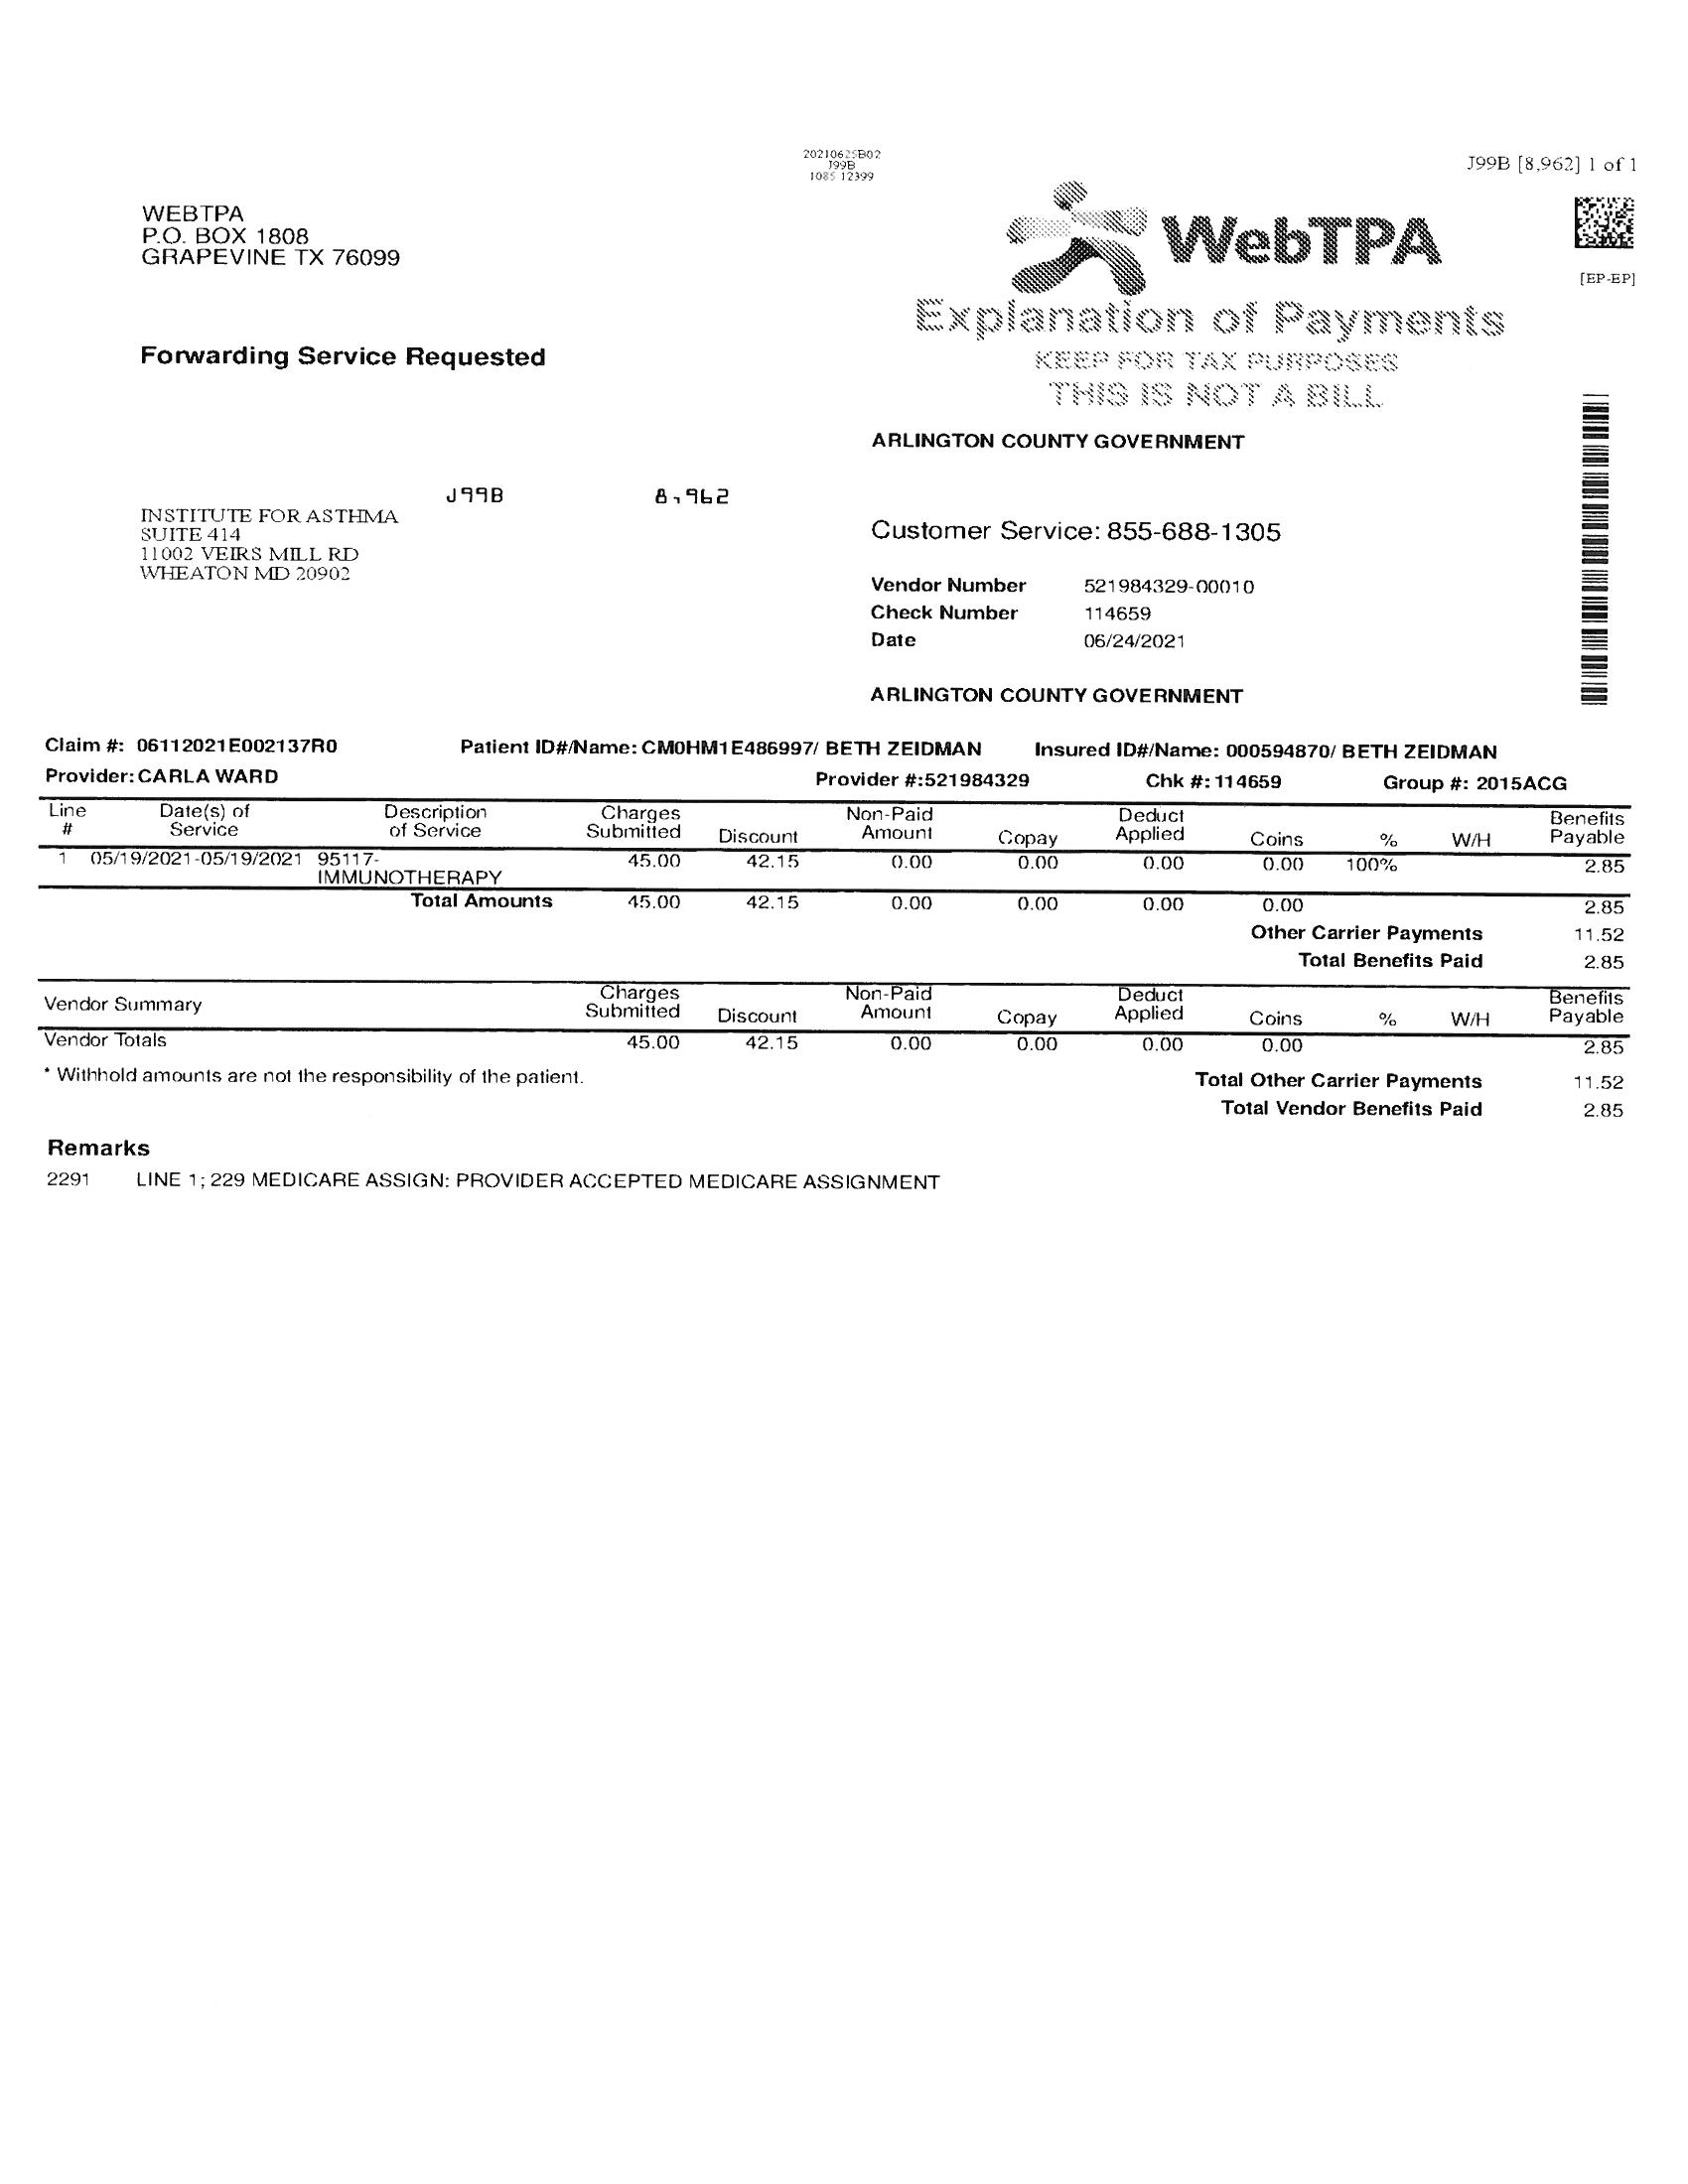 20210625B02
J99B
1085 12399
J99B [8,962] 1 of 1
WEBTPA
P.O. BOX 1808
GRAPEVINE TX 76099
WebTPA
[EP-EP]
Explanation of Payments
KEEP FOR TAX PURPOSES
THIS IS NOT A BILL
Forwarding Service Requested
ARLINGTON COUNTY GOVERNMENT
J99B 8,962
INSTITUTE FOR ASTHMA
SUITE 414
11002 VEIRS MILL RD
WHEATON MD 20902
Customer Service: 855-688-1305
Vendor Number 521984329-00010
Check Number 114659
Date 06/24/2021
ARLINGTON COUNTY GOVERNMENT
Claim #: 06112021E002137R0 Patient ID#/Name: CM0HM1E486997/ BETH ZEIDMAN Insured ID#/Name: 000594870/ BETH ZEIDMAN
Provider: CARLA WARD Provider #:521984329 Chk #: 114659 Group #: 2015ACG
Line Date(s) of Description Charges Non-Paid Deduct Benefits
# Service of Service Submitted Discount Amount Copay Applied Coins % W/H Payable
1 05/19/2021-05/19/2021 95117- 45.00 42.15 0.00 0.00 0.00 0.00 100% 2.85
IMMUNOTHERAPY
Total Amounts 45.00 42.15 0.00 0.00 0.00 0.00 2.85
Other Carrier Payments 11.52
Total Benefits Paid 2.85
Charges Non-Paid Deduct Benefits
Vendor Summary Submitted Discount Amount Copay Applied Coins % W/H Payable
Vendor Totals 45.00 42.15 0.00 0.00 0.00 0.00 2.85
* Withhold amounts are not the responsibility of the patient.
Total Other Carrier Payments 11.52
Total Vendor Benefits Paid 2.85
Remarks
2291 LINE 1; 229 MEDICARE ASSIGN: PROVIDER ACCEPTED MEDICARE ASSIGNMENT